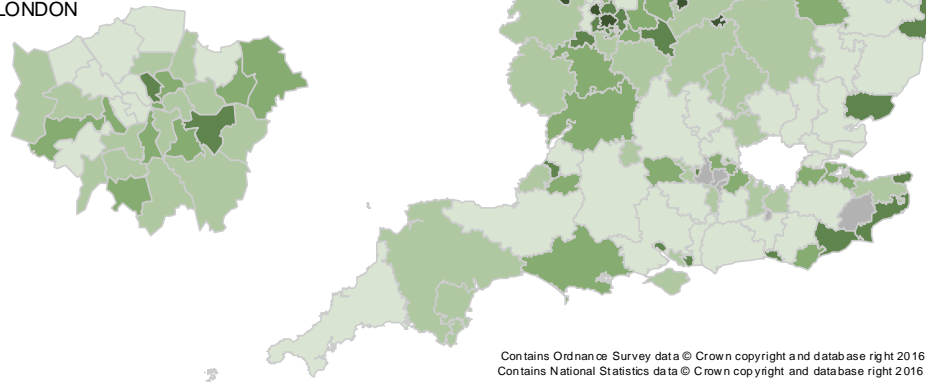 LONDON
Contains Ordnance Survey data © Crown copyright and database right 2016
Contains National Statistics data © Crown copyright and database right 2016